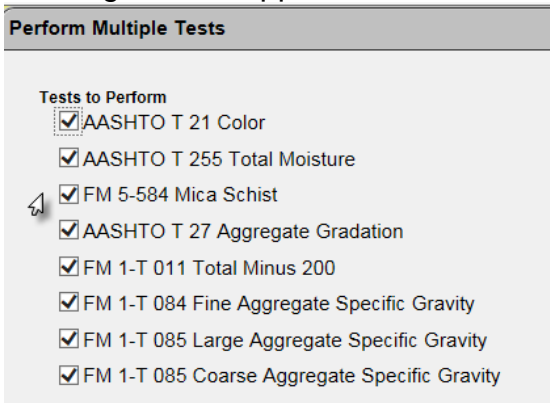 Perform Multiple Tests
Tests to Perform
AASHTO T 21 Color
AASHTO T 255 Total Moisture
FM 5-584 Mica Schist
AASHTO T 27 Aggregate Gradation
FM 1-T 011 Total Minus 200
FM 1-T 084 Fine Aggregate Specific Gravity
FM 1-T 085 Large Aggregate Specific Gravity
FM 1-T 085 Coarse Aggregate Specific Gravity